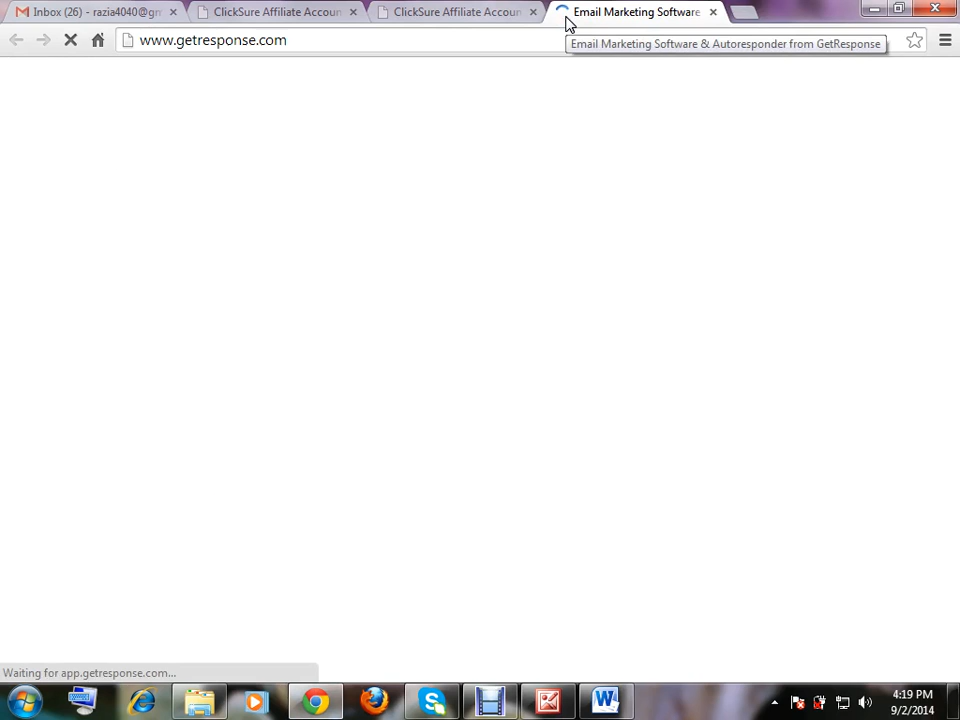 Inbox (26) - razia4040@gm
ClickSure Affiliate Accoun
ClickSure Affiliate Accoun
Email Marketing Software
www.getresponse.com
Email Marketing Software & Autoresponder from GetResponse
Waiting for app.getresponse.com...
4:19 PM
9/2/2014